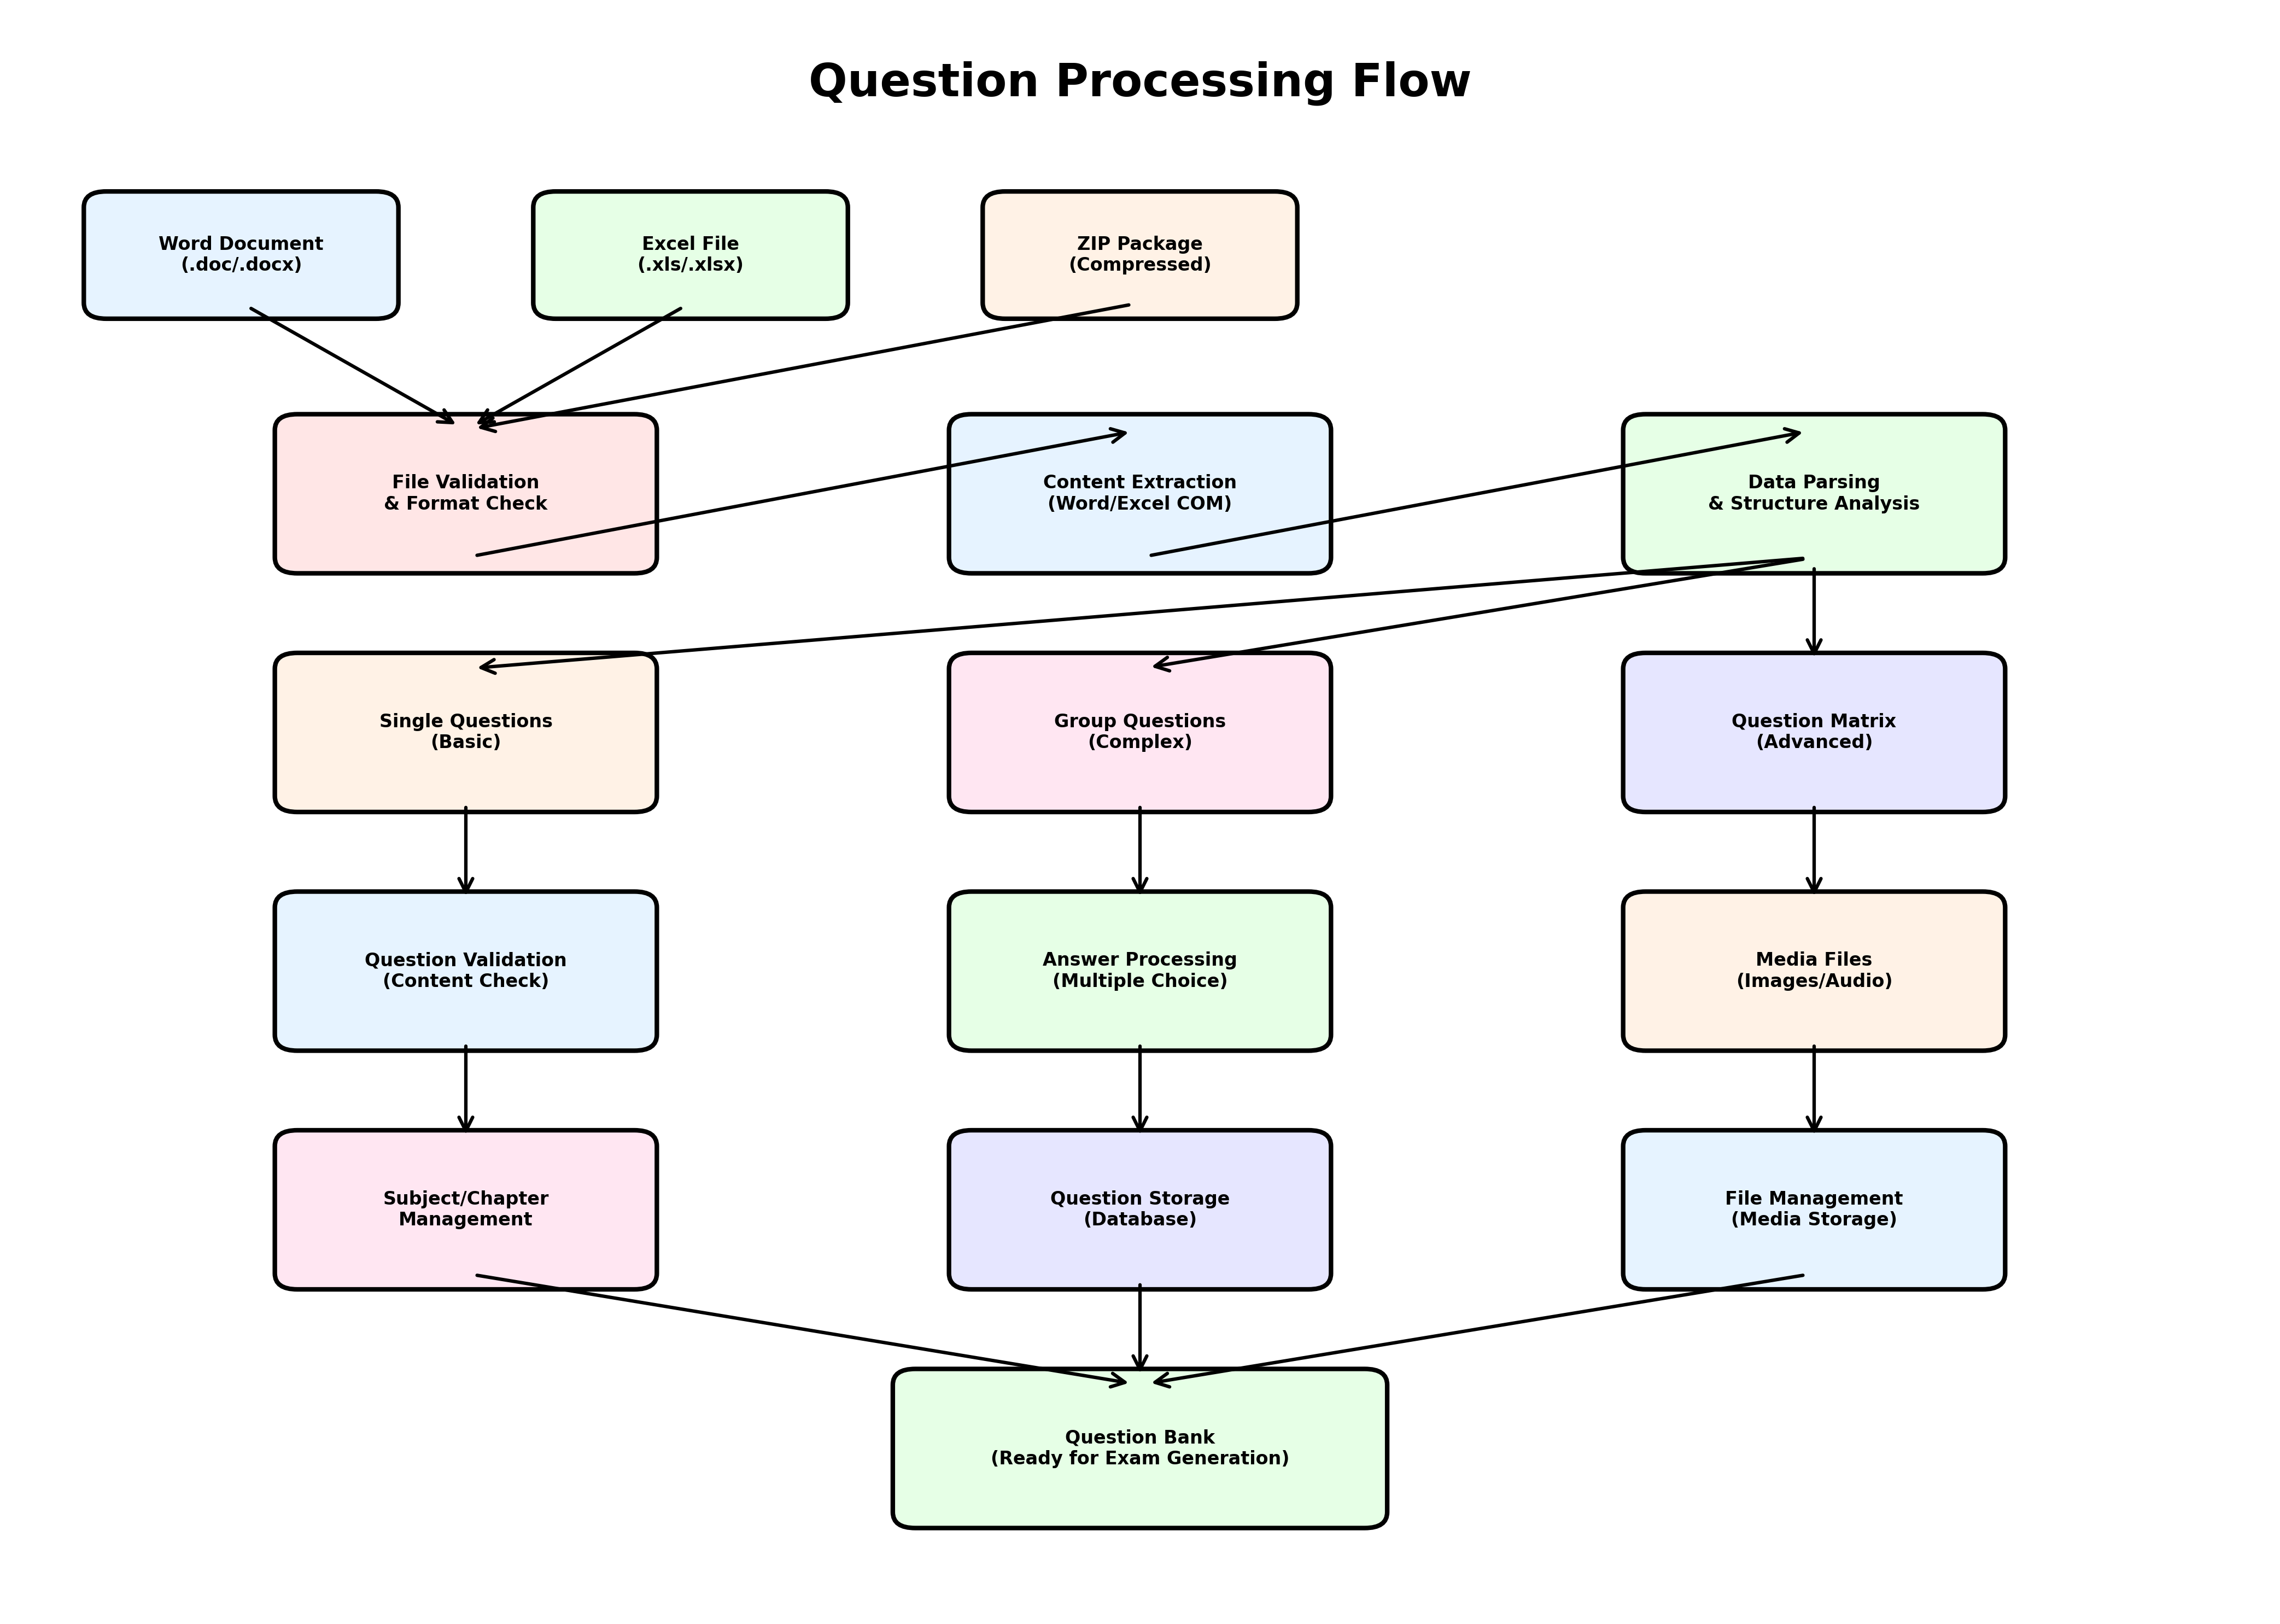 Question Processing Flow
Word Document
(.doc/.docx)
Excel File
(.xls/.xlsx)
ZIP Package
(Compressed)
File Validation
& Format Check
Content Extraction
(Word/Excel COM)
Data Parsing
& Structure Analysis
Single Questions
(Basic)
Group Questions
(Complex)
Question Matrix
(Advanced)
Question Validation
(Content Check)
Answer Processing
(Multiple Choice)
Media Files
(Images/Audio)
Subject/Chapter
Management
Question Storage
(Database)
File Management
(Media Storage)
Question Bank
(Ready for Exam Generation)